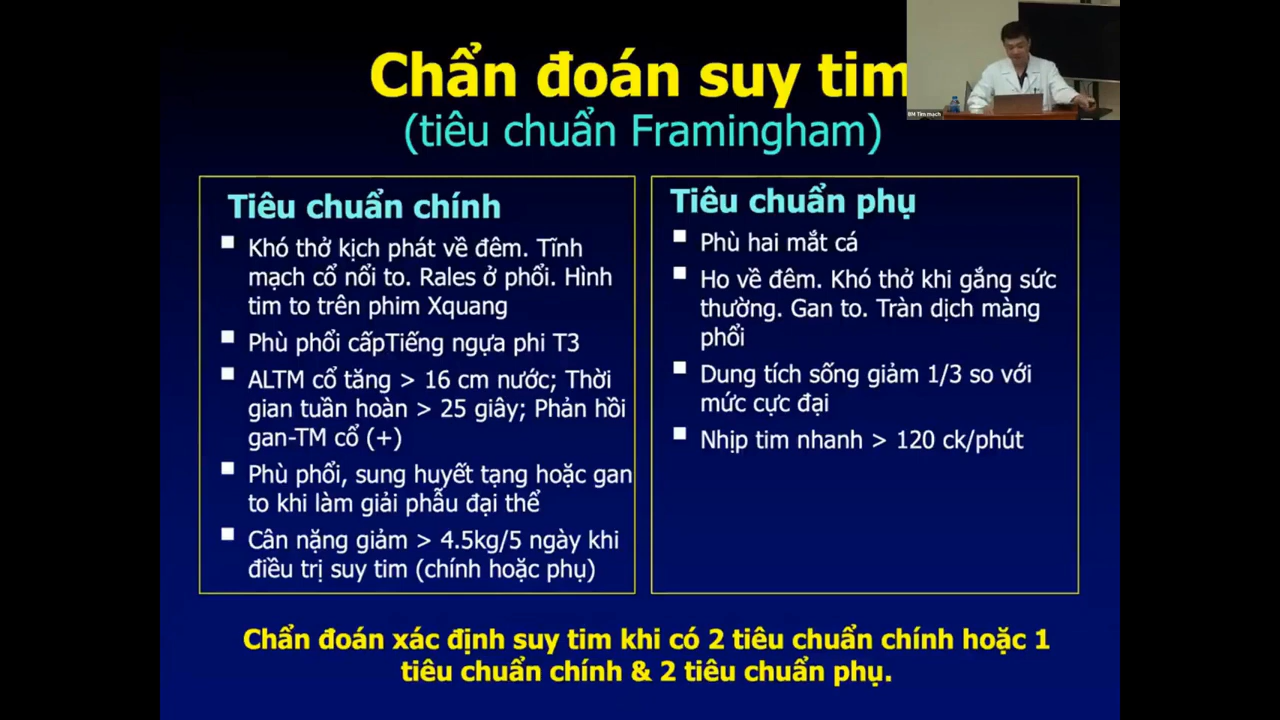 Chẩn đoán suy tim
(tiêu chuẩn Framingham)
BM Tim mach
Tiêu chuẩn chính
Khó thở kịch phát về đêm. Tĩnh
mạch cổ nổi to. Rales ở phổi. Hình
tim to trên phim Xquang
Phù phổi cấpTiếng ngựa phi T3
ALTM cổ tăng > 16 cm nước; Thời
gian tuần hoàn > 25 giây; Phản hồi
gan-TM cổ (+)
Phù phổi, sung huyết tạng hoặc gan
to khi làm giải phẫu đại thể
Cân nặng giảm > 4.5kg/5 ngày khi
điều trị suy tim (chính hoặc phụ)
Tiêu chuẩn phụ
Phù hai mắt cá
Ho về đêm. Khó thở khi gắng sức
thường. Gan to. Tràn dịch màng
phổi
Dung tích sống giảm 1/3 so với
mức cực đại
Nhịp tim nhanh > 120 ck/phút
Chẩn đoán xác định suy tim khi có 2 tiêu chuẩn chính hoặc 1
tiêu chuẩn chính & 2 tiêu chuẩn phụ.